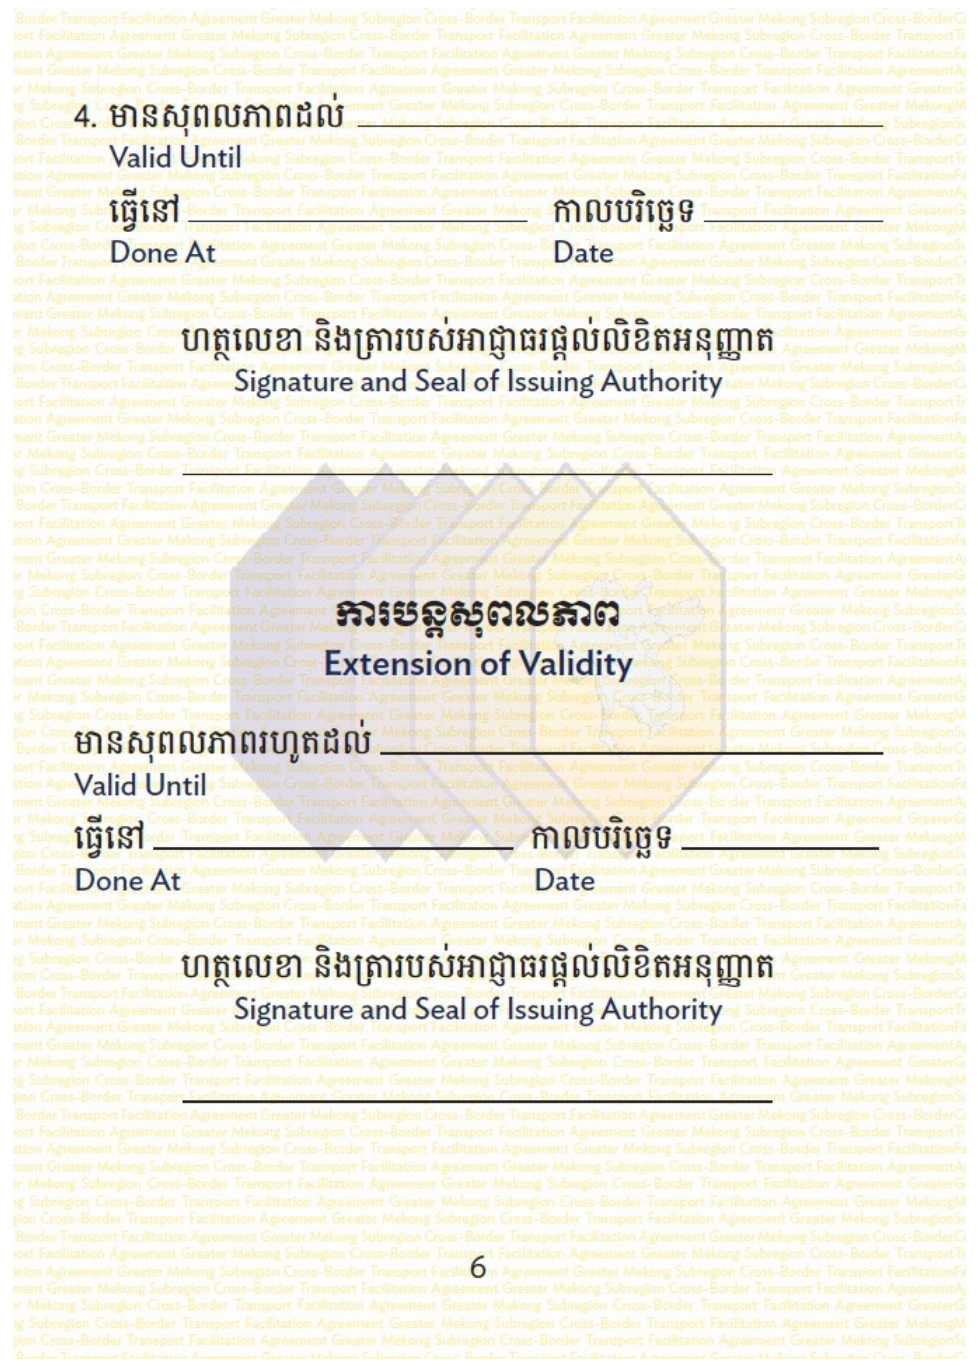 4. មានសុពលភាពដល់
Valid Until
ធ្វើនៅ កាលបរិច្ឆេទ
Done At Date
ហត្ថលេខា និងត្រារបស់អាជ្ញាធរផ្តល់លិខិតអនុញ្ញាត
Signature and Seal of Issuing Authority
ការបន្តសុពលភាព
Extension of Validity
មានសុពលភាពរហូតដល់
Valid Until
ធ្វើនៅ កាលបរិច្ឆេទ
Done At Date
ហត្ថលេខា និងត្រារបស់អាជ្ញាធរផ្តល់លិខិតអនុញ្ញាត
Signature and Seal of Issuing Authority
6